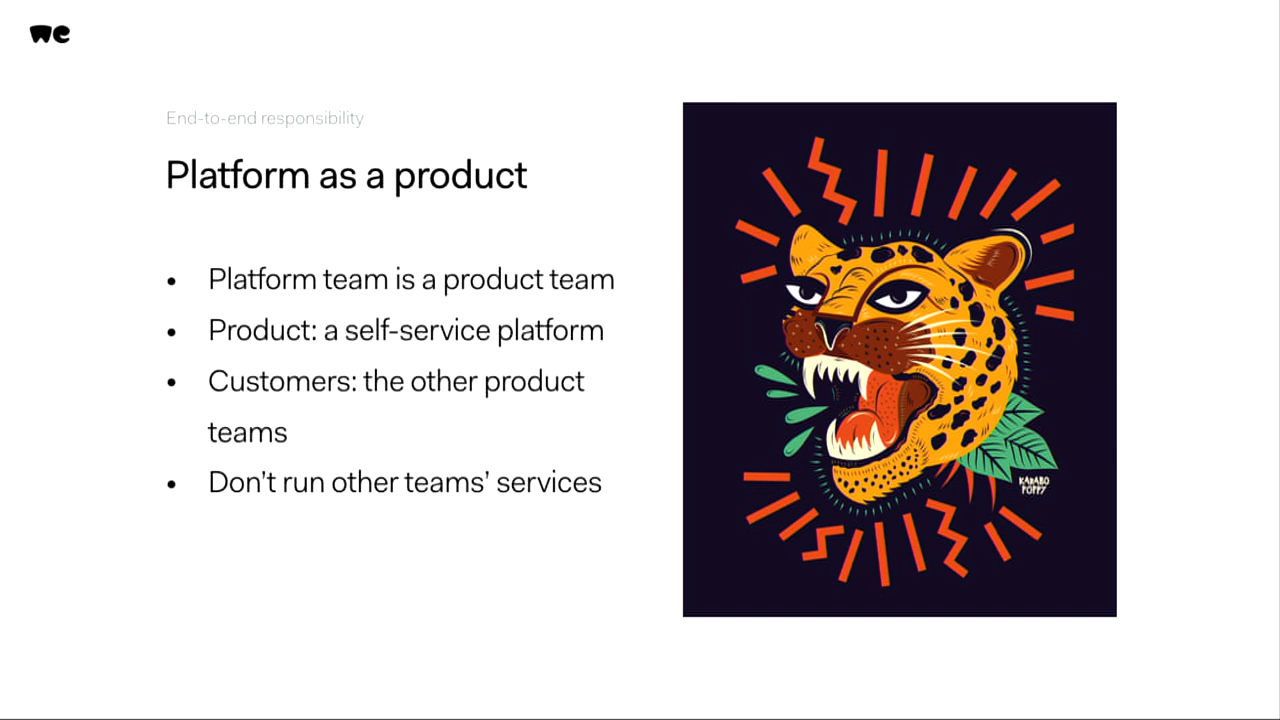 we
End-to-end responsibility
Platform as a product
• Platform team is a product team
• Product: a self-service platform
• Customers: the other product
teams
• Don’t run other teams’ services
KARABO
POPPY